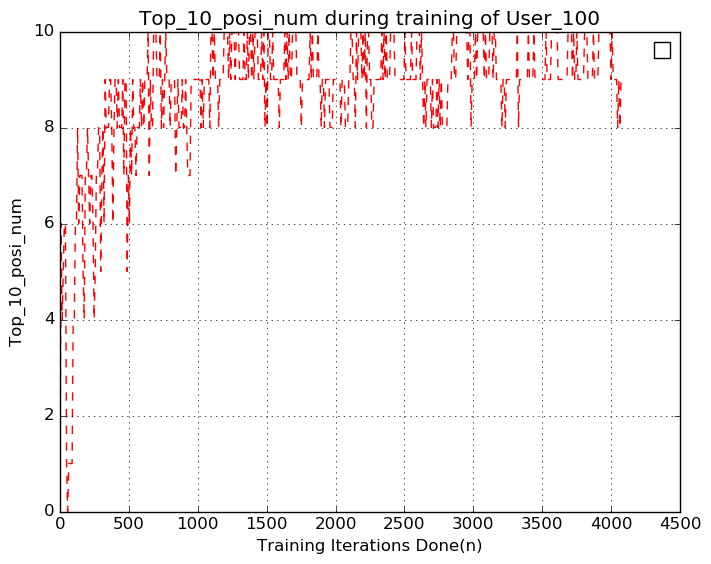 Top_10_posi_num during training of User_100
10
8
6
4
2
0
Top_10_posi_num
0 500 1000 1500 2000 2500 3000 3500 4000 4500
Training Iterations Done(n)